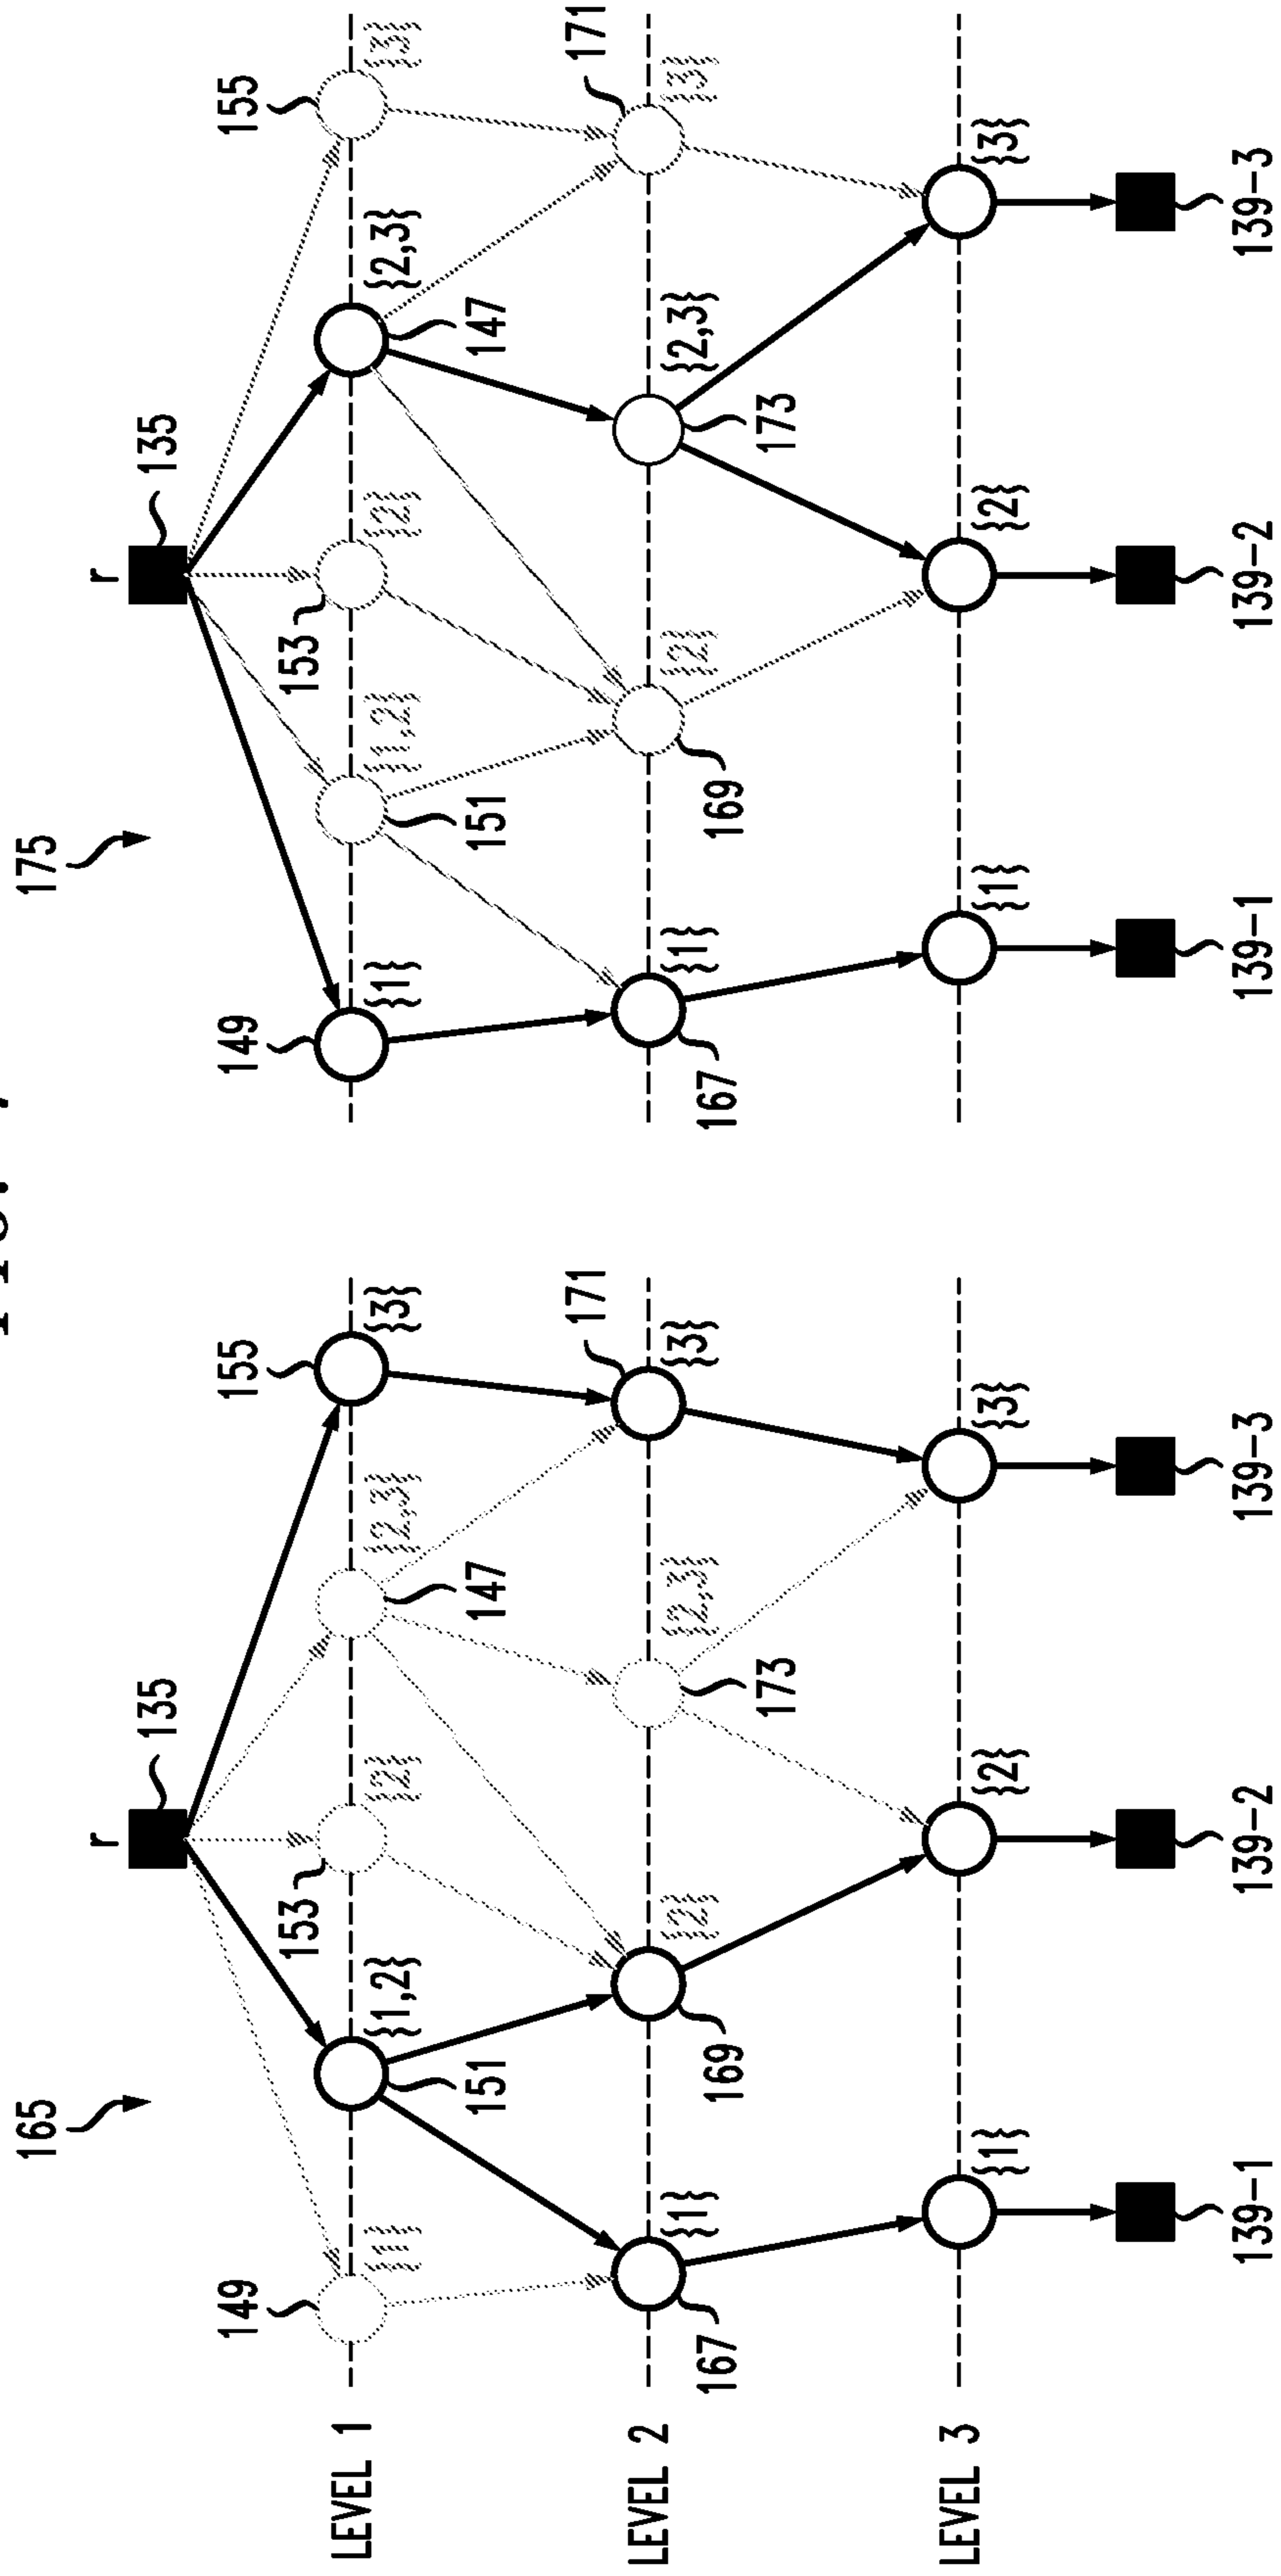 165
r 135
149 155
153
LEVEL 1
{1} {1,2} {2} {2,3} {3}
151 147
171
LEVEL 2
{1} {2} {2,3} {3}
167 169 173
LEVEL 3
{1} {2} {3}
139-1 139-2 139-3
175
r 135
149 155
153
{1} {1,2} {2} {2,3} {3}
151 147
171
{1} {2} {2,3} {3}
167 169 173
{1} {2} {3}
139-1 139-2 139-3